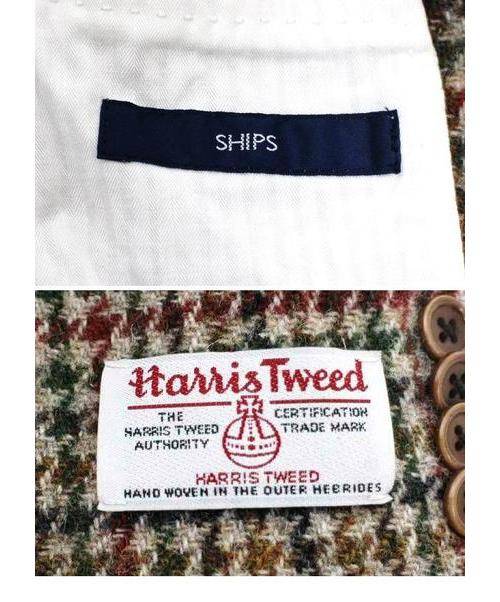 SHIPS
Harris Tweed
THE CERTIFICATION
HARRIS TWEED TRADE MARK
AUTHORITY
HARRIS TWEED
HAND WOVEN IN THE OUTER HEBRIDES